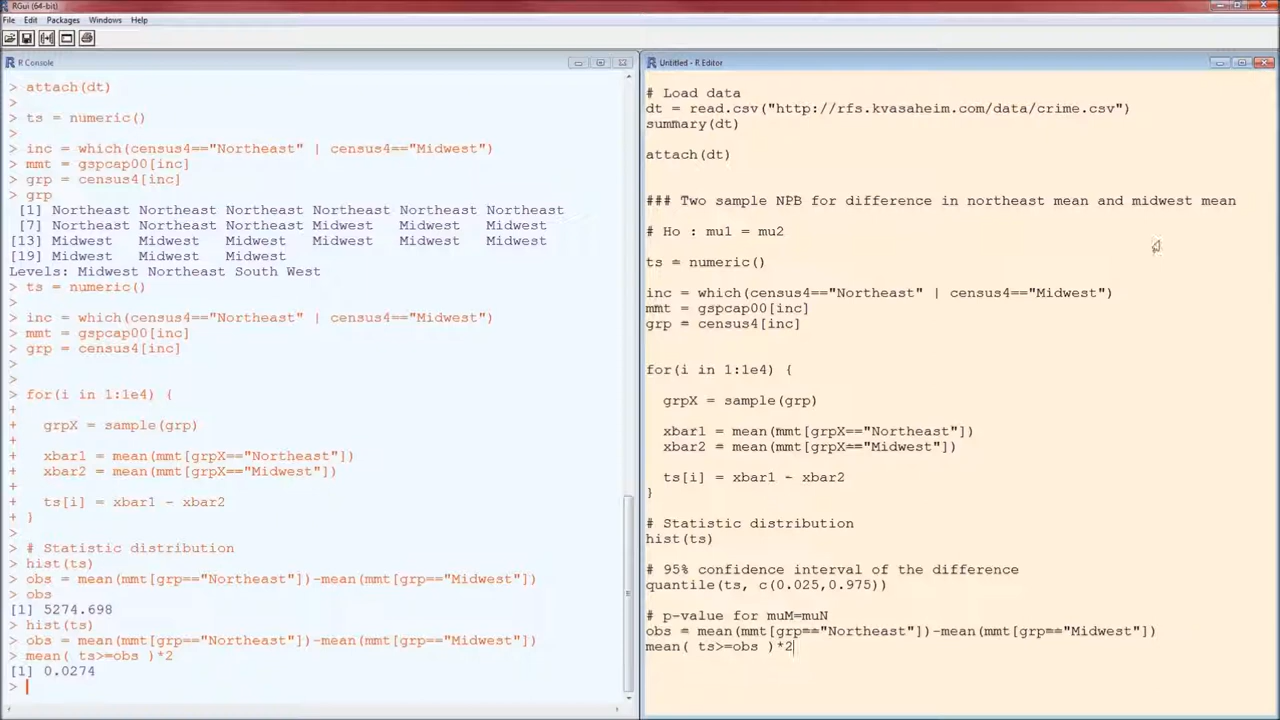 RGui (64-bit)
File Edit Packages Windows Help
R Console
> attach(dt)
>
> ts = numeric()
>
> inc = which(census4=="Northeast" | census4=="Midwest")
> mmt = gspcap00[inc]
> grp = census4[inc]
> grp
[1] Northeast Northeast Northeast Northeast Northeast Northeast
[7] Northeast Northeast Northeast Midwest Midwest Midwest
[13] Midwest Midwest Midwest Midwest Midwest Midwest
[19] Midwest Midwest Midwest
Levels: Midwest Northeast South West
> ts = numeric()
>
> inc = which(census4=="Northeast" | census4=="Midwest")
> mmt = gspcap00[inc]
> grp = census4[inc]
>
>
> for(i in 1:1e4) {
+
+ grpX = sample(grp)
+
+ xbar1 = mean(mmt[grpX=="Northeast"])
+ xbar2 = mean(mmt[grpX=="Midwest"])
+
+ ts[i] = xbar1 - xbar2
+ }
>
> # Statistic distribution
> hist(ts)
> obs = mean(mmt[grp=="Northeast"])-mean(mmt[grp=="Midwest"])
> obs
[1] 5274.698
> hist(ts)
> obs = mean(mmt[grp=="Northeast"])-mean(mmt[grp=="Midwest"])
> mean( ts>=obs )*2
[1] 0.0274
>
Untitled - R Editor
# Load data
dt = read.csv("http://rfs.kvasaheim.com/data/crime.csv")
summary(dt)
attach(dt)
### Two sample NPB for difference in northeast mean and midwest mean
# Ho : mu1 = mu2
ts = numeric()
inc = which(census4=="Northeast" | census4=="Midwest")
mmt = gspcap00[inc]
grp = census4[inc]
for(i in 1:1e4) {
grpX = sample(grp)
xbar1 = mean(mmt[grpX=="Northeast"])
xbar2 = mean(mmt[grpX=="Midwest"])
ts[i] = xbar1 - xbar2
}
# Statistic distribution
hist(ts)
# 95% confidence interval of the difference
quantile(ts, c(0.025,0.975))
# p-value for muM=muN
obs = mean(mmt[grp=="Northeast"])-mean(mmt[grp=="Midwest"])
mean( ts>=obs )*2